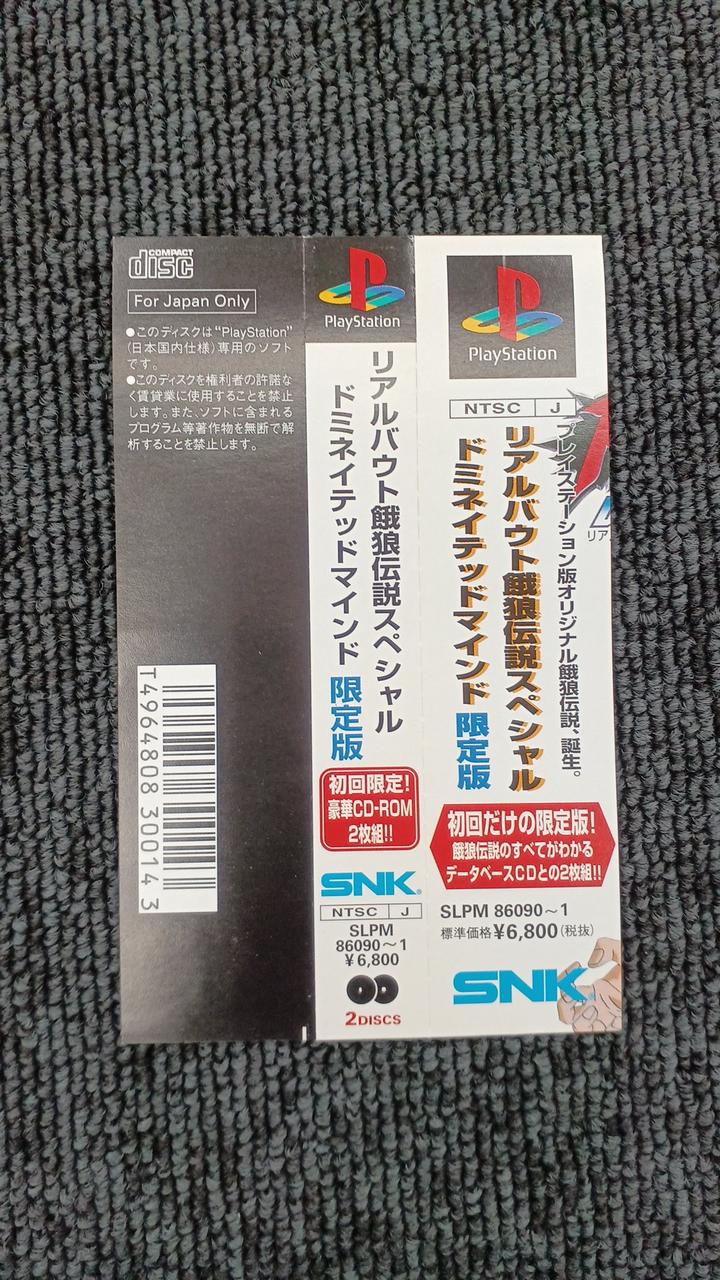 COMPACT
disc
For Japan Only
●このディスクは“PlayStation”
(日本国内仕様)専用のソフト
です。
●このディスクを権利者の許諾な
く賃貸業に使用することを禁止
します。また、ソフトに含まれる
プログラム等著作物を無断で解
析することを禁止します。
T4964808 30014 3
PlayStation
リアルバウト餓狼伝説スペシャル
ドミネイテッドマインド 限定版
初回限定!
豪華CD-ROM
2枚組!!
SNK®
NTSC J
SLPM
86090~1
¥6,800
2DISCS
PlayStation
NTSC J
プレイステーション版オリジナル餓狼伝説、誕生。
リアルバウト餓狼伝説スペシャル
ドミネイテッドマインド 限定版
リア
初回だけの限定版!
餓狼伝説のすべてがわかる
データベースCDとの2枚組!!
SLPM 86090~1
標準価格¥6,800(税抜)
SNK®